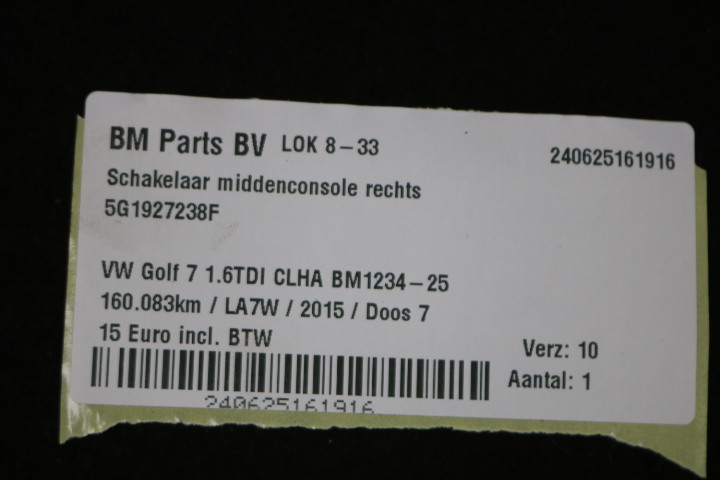 BM Parts BV LOK 8-33
240625161916
Schakelaar middenconsole rechts
5G1927238F
VW Golf 7 1.6TDI CLHA BM1234-25
160.083km / LA7W / 2015 / Doos 7
15 Euro incl. BTW
Verz: 10
Aantal: 1
240625161916